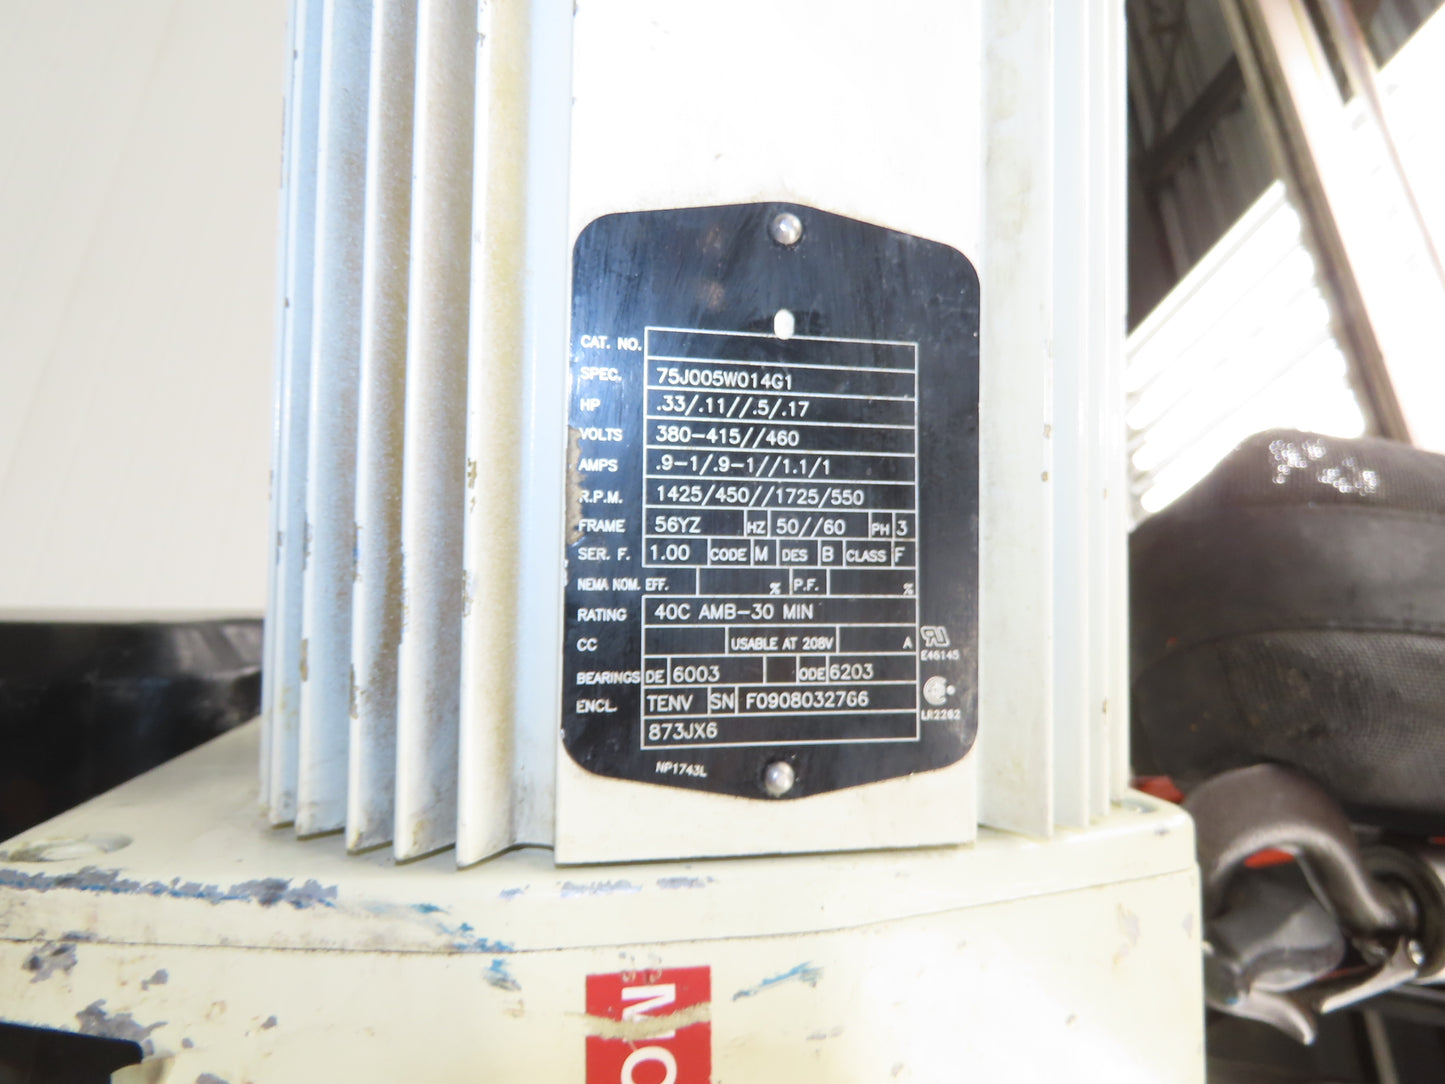 CAT. NO.
SPEC. 75J005W014G1
HP .33/.11//.5/.17
VOLTS 380-415//460
AMPS .9-1/.9-1//1.1/1
R.P.M. 1425/450//1725/550
FRAME 56YZ HZ 50//60 PH 3
SER. F. 1.00 CODE M DES B CLASS F
NEMA NOM. EFF. % P.F. %
RATING 40C AMB-30 MIN
CC USABLE AT 208V A
E46145
BEARINGS DE 6003 ODE 6203
ENCL. TENV SN F0908032766
LR2262
873JX6
NP1743L